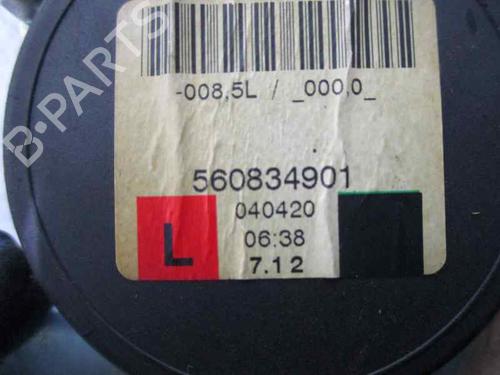 -008,5L / _000,0_
560834901
040420
L
06:38
7.12
B-PARTS